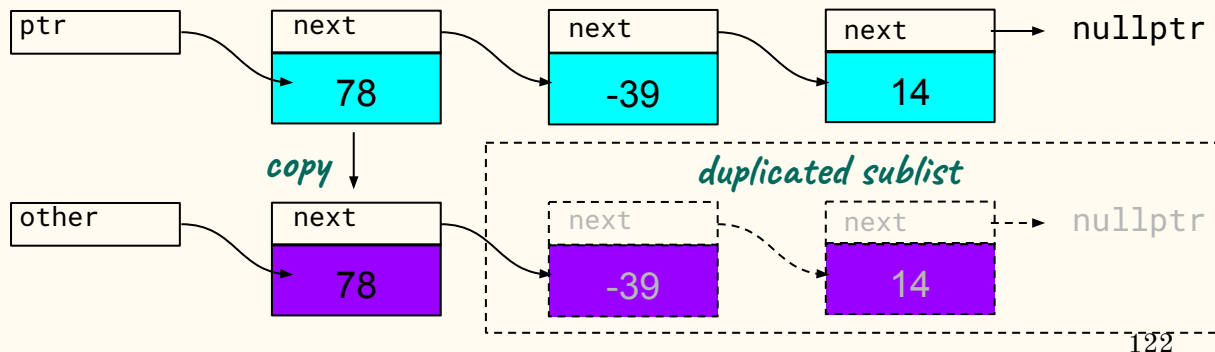 ptr
next
next
next
nullptr
78
-39
14
copy
duplicated sublist
other
next
next
next
nullptr
78
-39
14
122